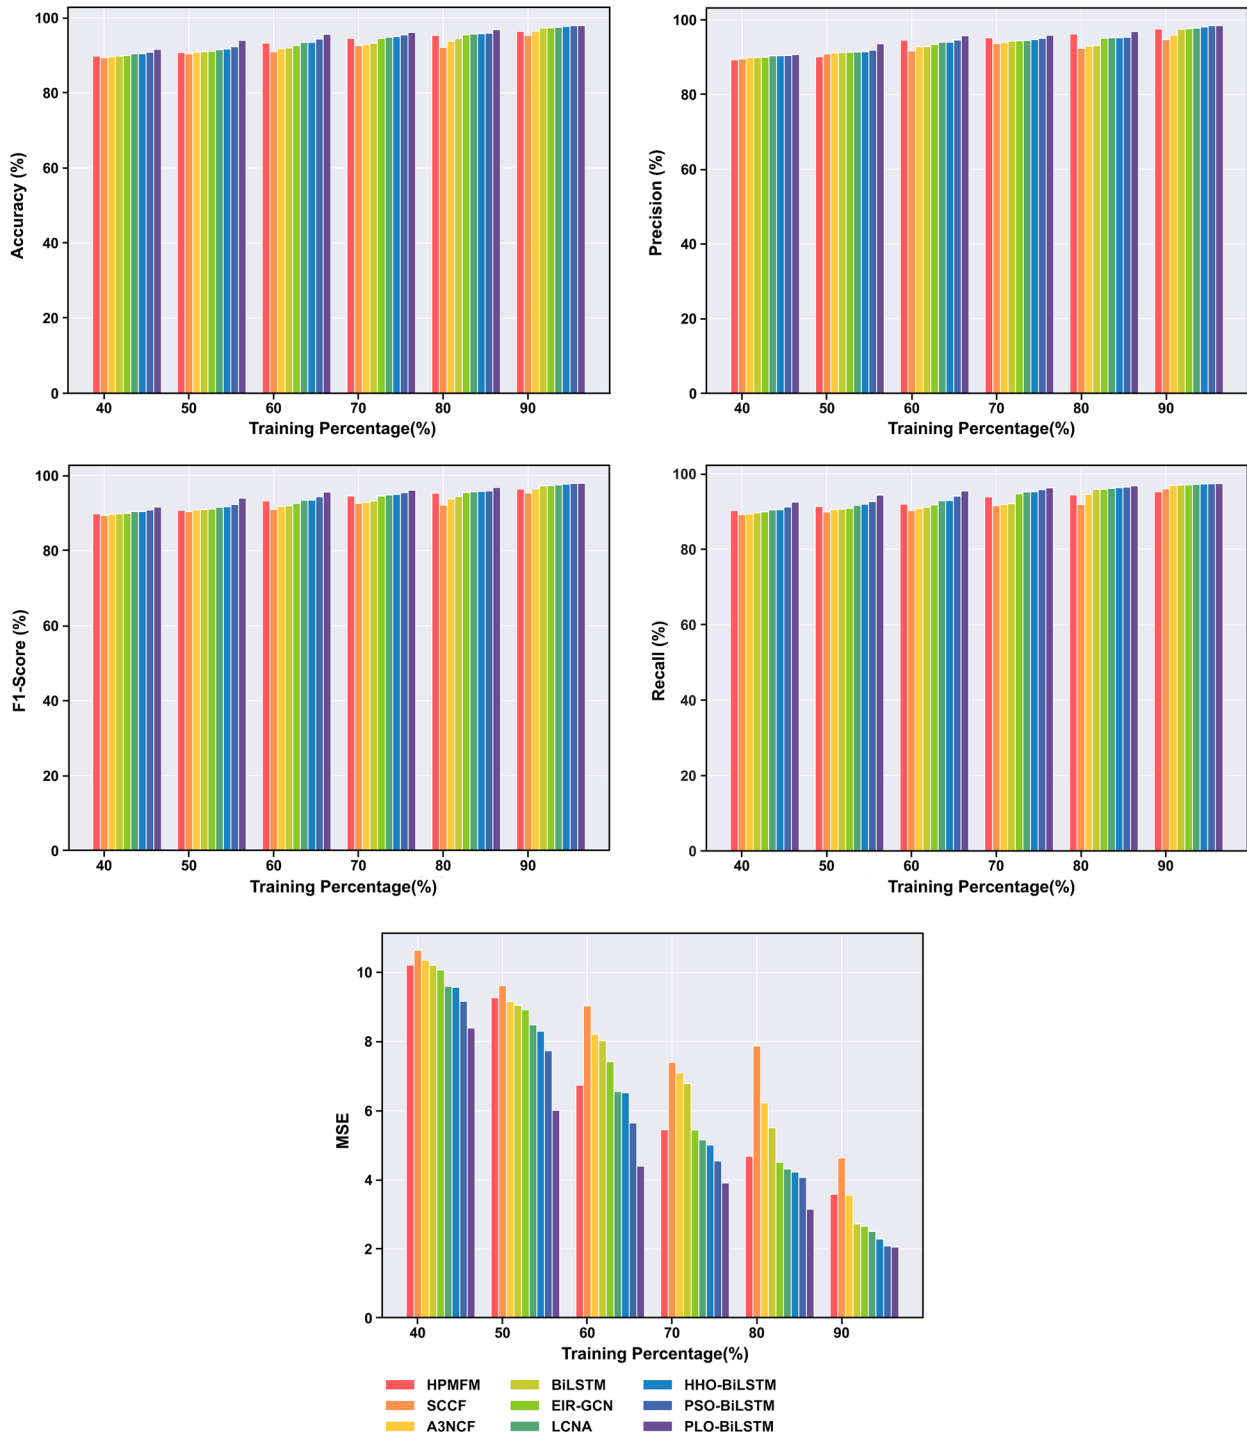 100
80
60
40
20
0
Accuracy (%)
40 50 60 70 80 90
Training Percentage(%)
100
80
60
40
20
0
Precision (%)
40 50 60 70 80 90
Training Percentage(%)
100
80
60
40
20
0
F1-Score (%)
40 50 60 70 80 90
Training Percentage(%)
100
80
60
40
20
0
Recall (%)
40 50 60 70 80 90
Training Percentage(%)
10
8
6
4
2
0
MSE
40 50 60 70 80 90
Training Percentage(%)
HPMFM BiLSTM HHO-BiLSTM
SCCF EIR-GCN PSO-BiLSTM
A3NCF LCNA PLO-BiLSTM